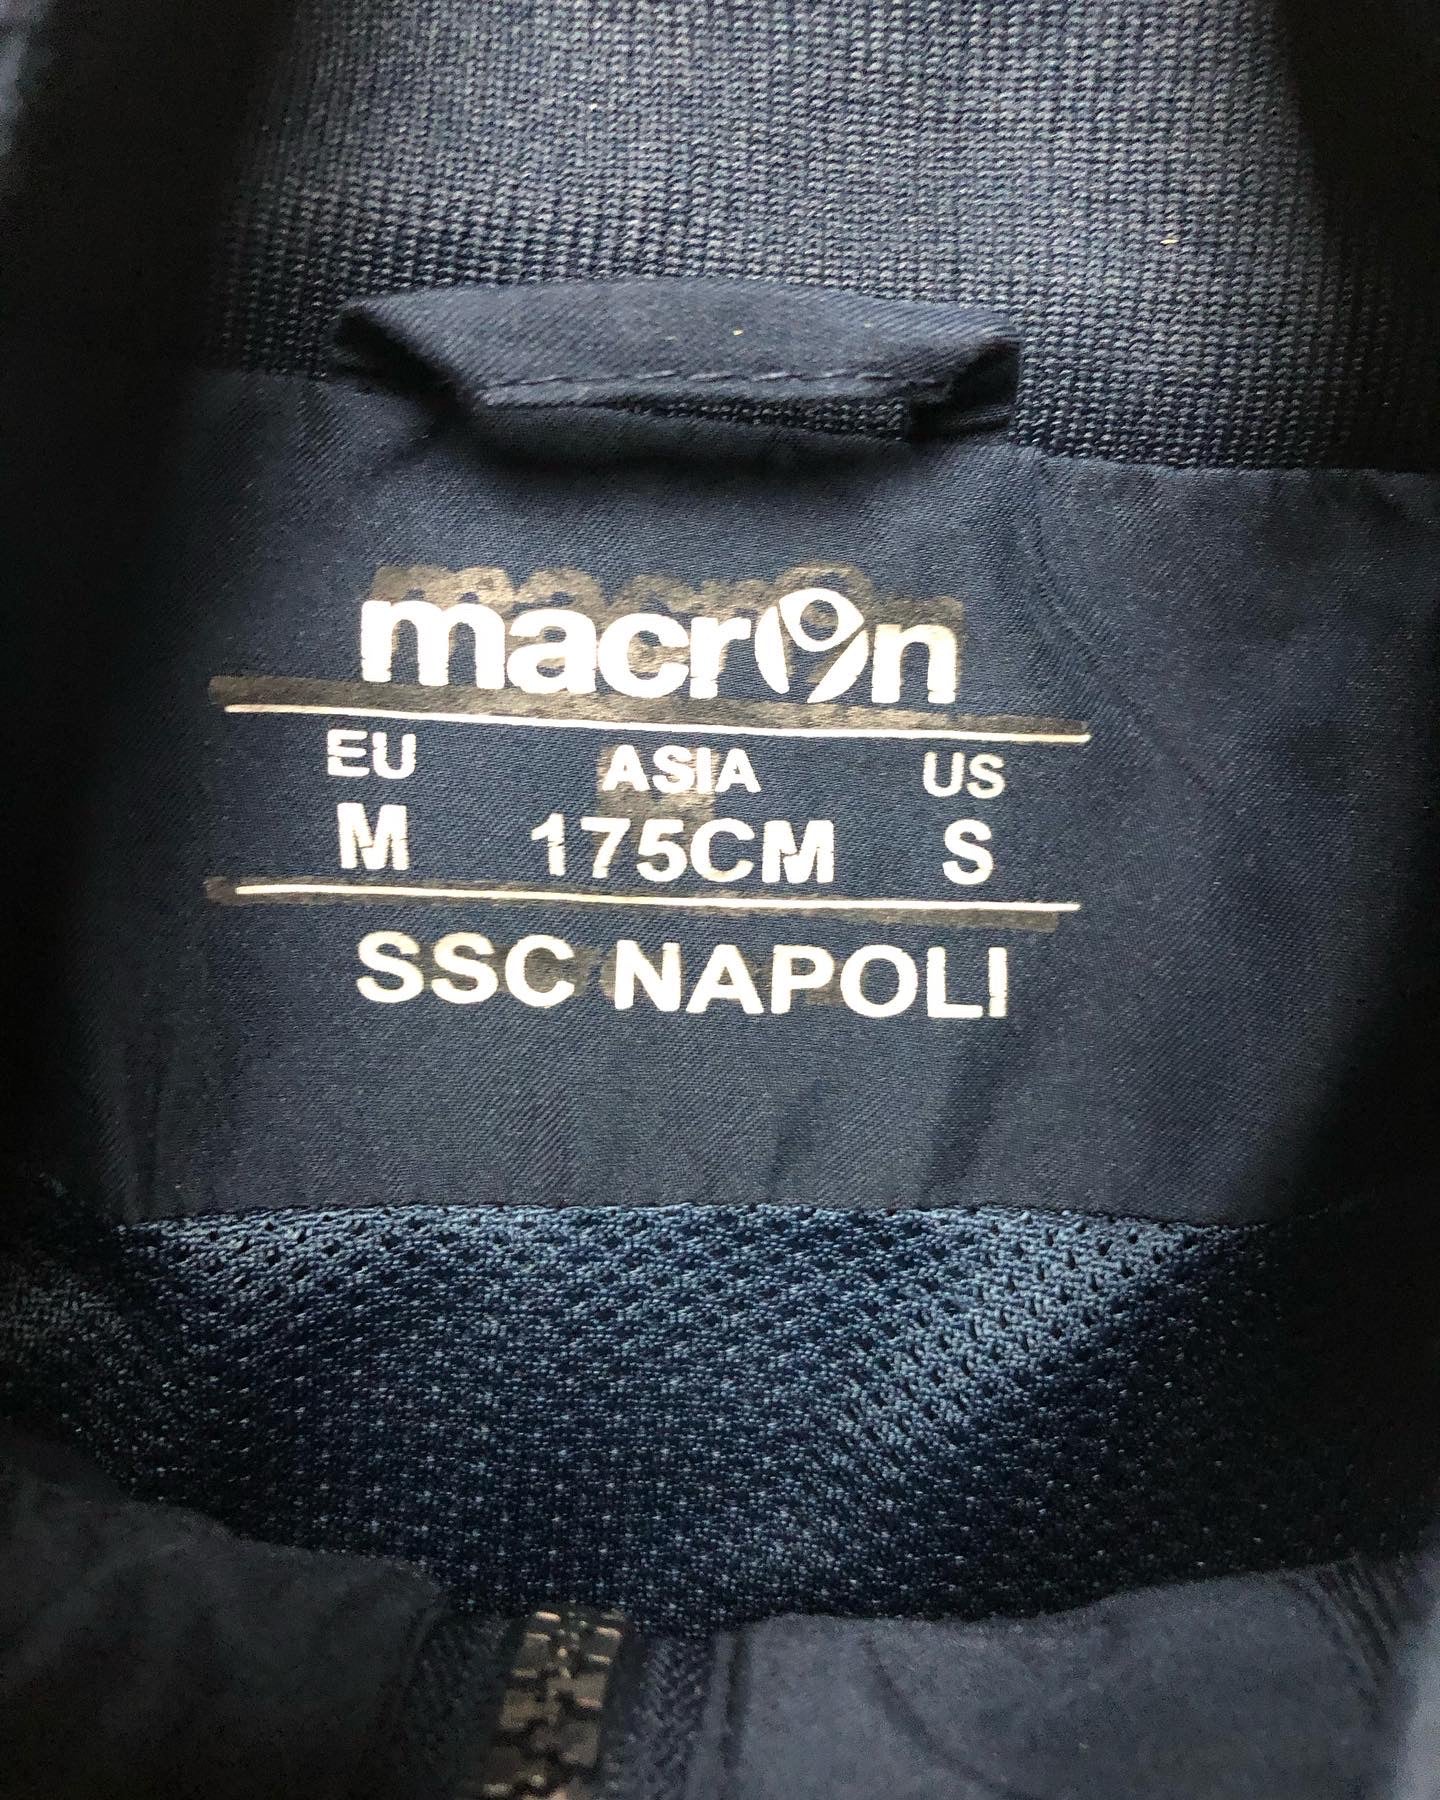 macron
EU ASIA US
M 175CM S
SSC NAPOLI